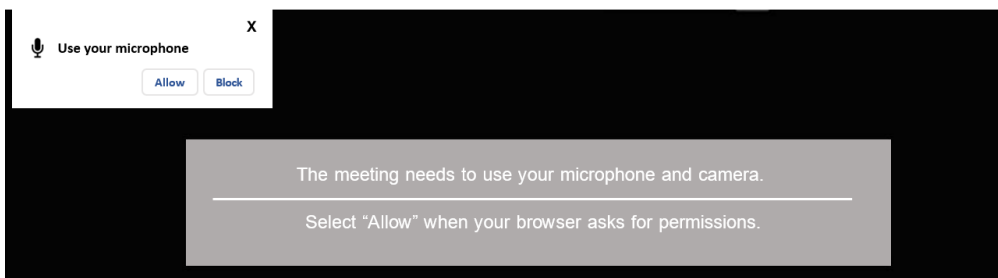 X
Use your microphone
Allow Block
The meeting needs to use your microphone and camera.
Select “Allow” when your browser asks for permissions.